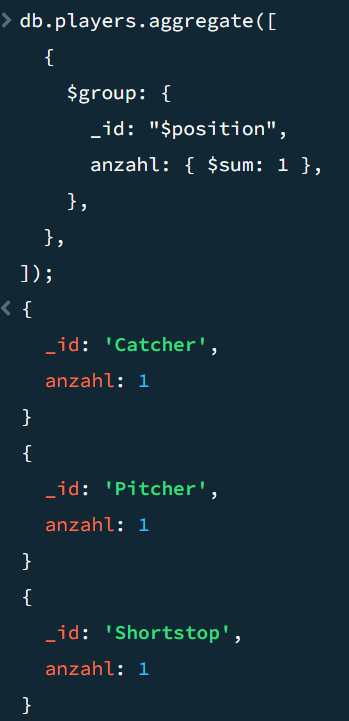 db.players.aggregate([
{
$group: {
_id: "$position",
anzahl: { $sum: 1 },
},
},
]);
{
_id: 'Catcher',
anzahl: 1
}
{
_id: 'Pitcher',
anzahl: 1
}
{
_id: 'Shortstop',
anzahl: 1
}